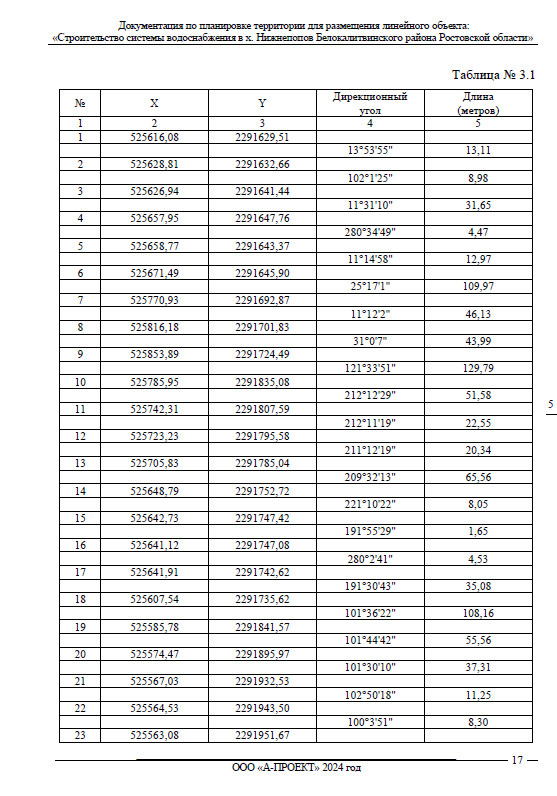 Документация по планировке территории для размещения линейного объекта:
«Строительство системы водоснабжения в х. Нижнепопов Белокалитвинского района Ростовской области»
Таблица № 3.1
№ X Y Дирекционный угол Длина (метров)
1 2 3 4 5
1 525616,08 2291629,51
13°53'55" 13,11
2 525628,81 2291632,66
102°1'25" 8,98
3 525626,94 2291641,44
11°31'10" 31,65
4 525657,95 2291647,76
280°34'49" 4,47
5 525658,77 2291643,37
11°14'58" 12,97
6 525671,49 2291645,90
25°17'1" 109,97
7 525770,93 2291692,87
11°12'2" 46,13
8 525816,18 2291701,83
31°0'7" 43,99
9 525853,89 2291724,49
121°33'51" 129,79
10 525785,95 2291835,08
212°12'29" 51,58
11 525742,31 2291807,59
212°11'19" 22,55
12 525723,23 2291795,58
211°12'19" 20,34
13 525705,83 2291785,04
209°32'13" 65,56
14 525648,79 2291752,72
221°10'22" 8,05
15 525642,73 2291747,42
191°55'29" 1,65
16 525641,12 2291747,08
280°2'41" 4,53
17 525641,91 2291742,62
191°30'43" 35,08
18 525607,54 2291735,62
101°36'22" 108,16
19 525585,78 2291841,57
101°44'42" 55,56
20 525574,47 2291895,97
101°30'10" 37,31
21 525567,03 2291932,53
102°50'18" 11,25
22 525564,53 2291943,50
100°3'51" 8,30
23 525563,08 2291951,67
5
17
ООО «А-ПРОЕКТ» 2024 год